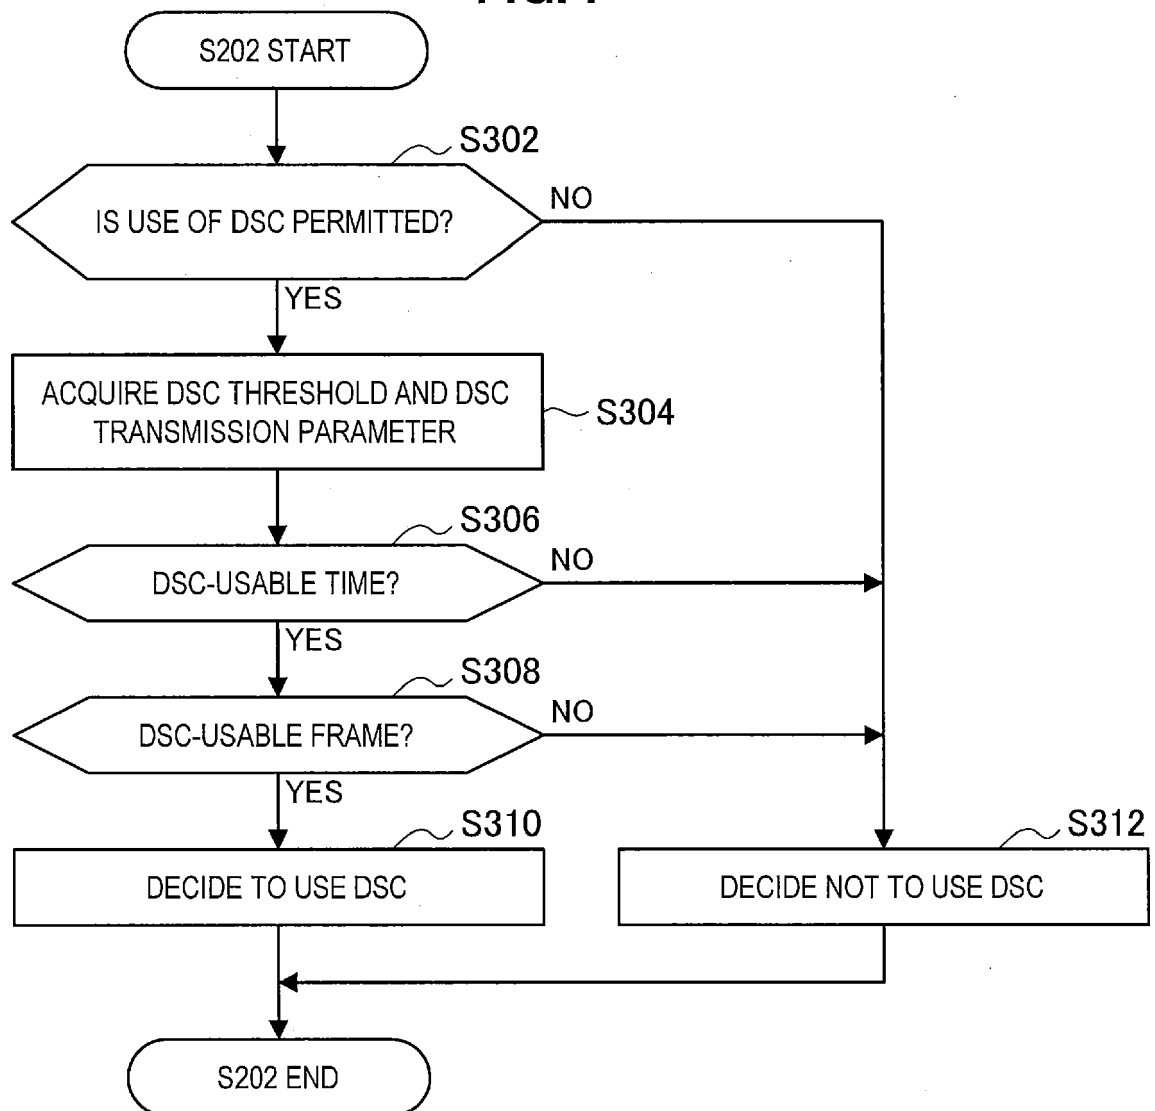 S202 START
S302
IS USE OF DSC PERMITTED?
NO
YES
ACQUIRE DSC THRESHOLD AND DSC
TRANSMISSION PARAMETER
S304
S306
DSC-USABLE TIME?
NO
YES
S308
DSC-USABLE FRAME?
NO
YES
S310
DECIDE TO USE DSC
S312
DECIDE NOT TO USE DSC
S202 END